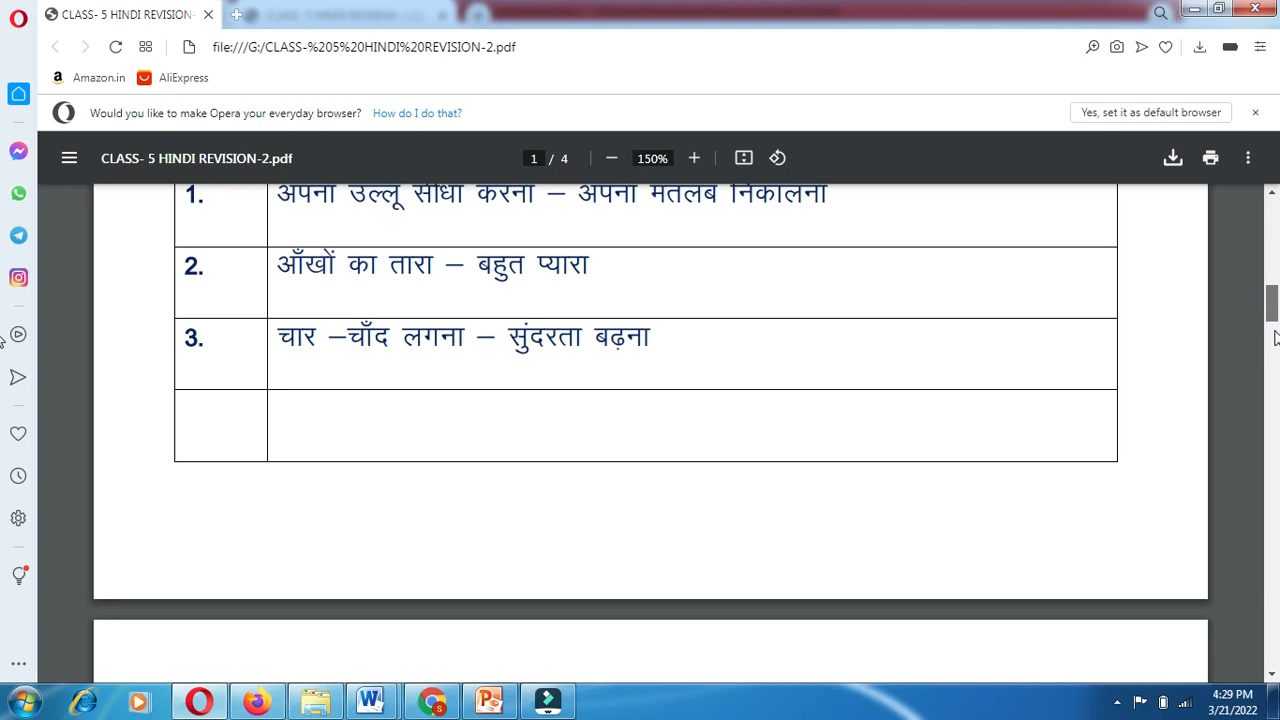 CLASS- 5 HINDI REVISION-
file:///G:/CLASS-%205%20HINDI%20REVISION-2.pdf
Amazon.in AliExpress
Would you like to make Opera your everyday browser? How do I do that? Yes, set it as default browser
CLASS- 5 HINDI REVISION-2.pdf 1 / 4 150%
1. अपना उल्लू सीधा करना – अपना मतलब निकालना
2. आँखों का तारा – बहुत प्यारा
3. चार –चाँद लगना – सुंदरता बढ़ना
4:29 PM
3/21/2022